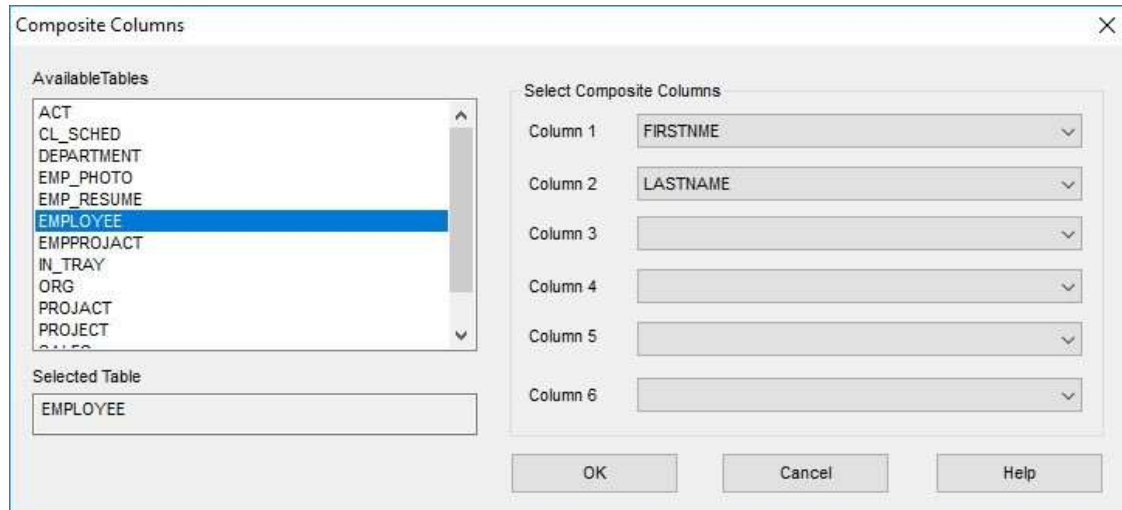 Composite Columns
AvailableTables
ACT
CL_SCHED
DEPARTMENT
EMP_PHOTO
EMP_RESUME
EMPLOYEE
EMPPROJACT
IN_TRAY
ORG
PROJACT
PROJECT
Selected Table
EMPLOYEE
Select Composite Columns
Column 1 FIRSTNME
Column 2 LASTNAME
Column 3
Column 4
Column 5
Column 6
OK Cancel Help